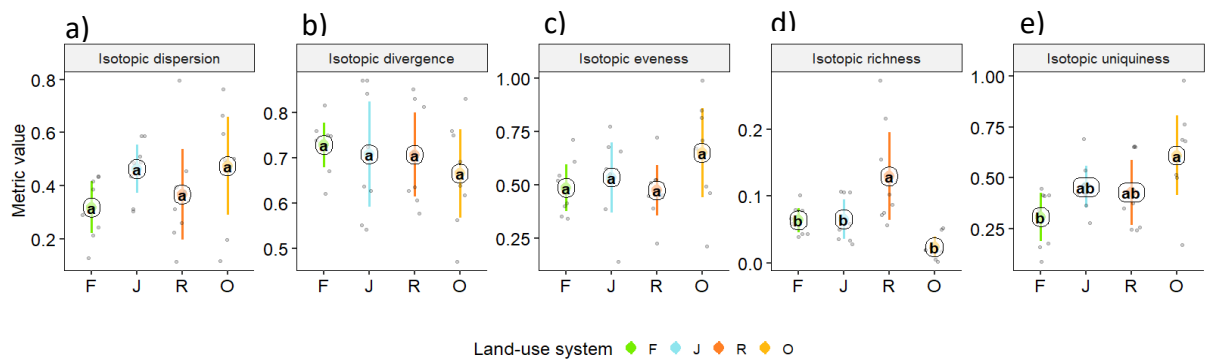 a) b) c) d) e)
Isotopic dispersion Isotopic divergence Isotopic eveness Isotopic richness Isotopic uniquiness
Metric value
0.8 0.6 0.4 0.2
a a a a
F J R O
0.8 0.7 0.6 0.5
a a a a
F J R O
1.00 0.75 0.50 0.25
a a a a
F J R O
0.2 0.1 0.0
b b a b
F J R O
1.00 0.75 0.50 0.25
b ab ab a
F J R O
Land-use system F J R O